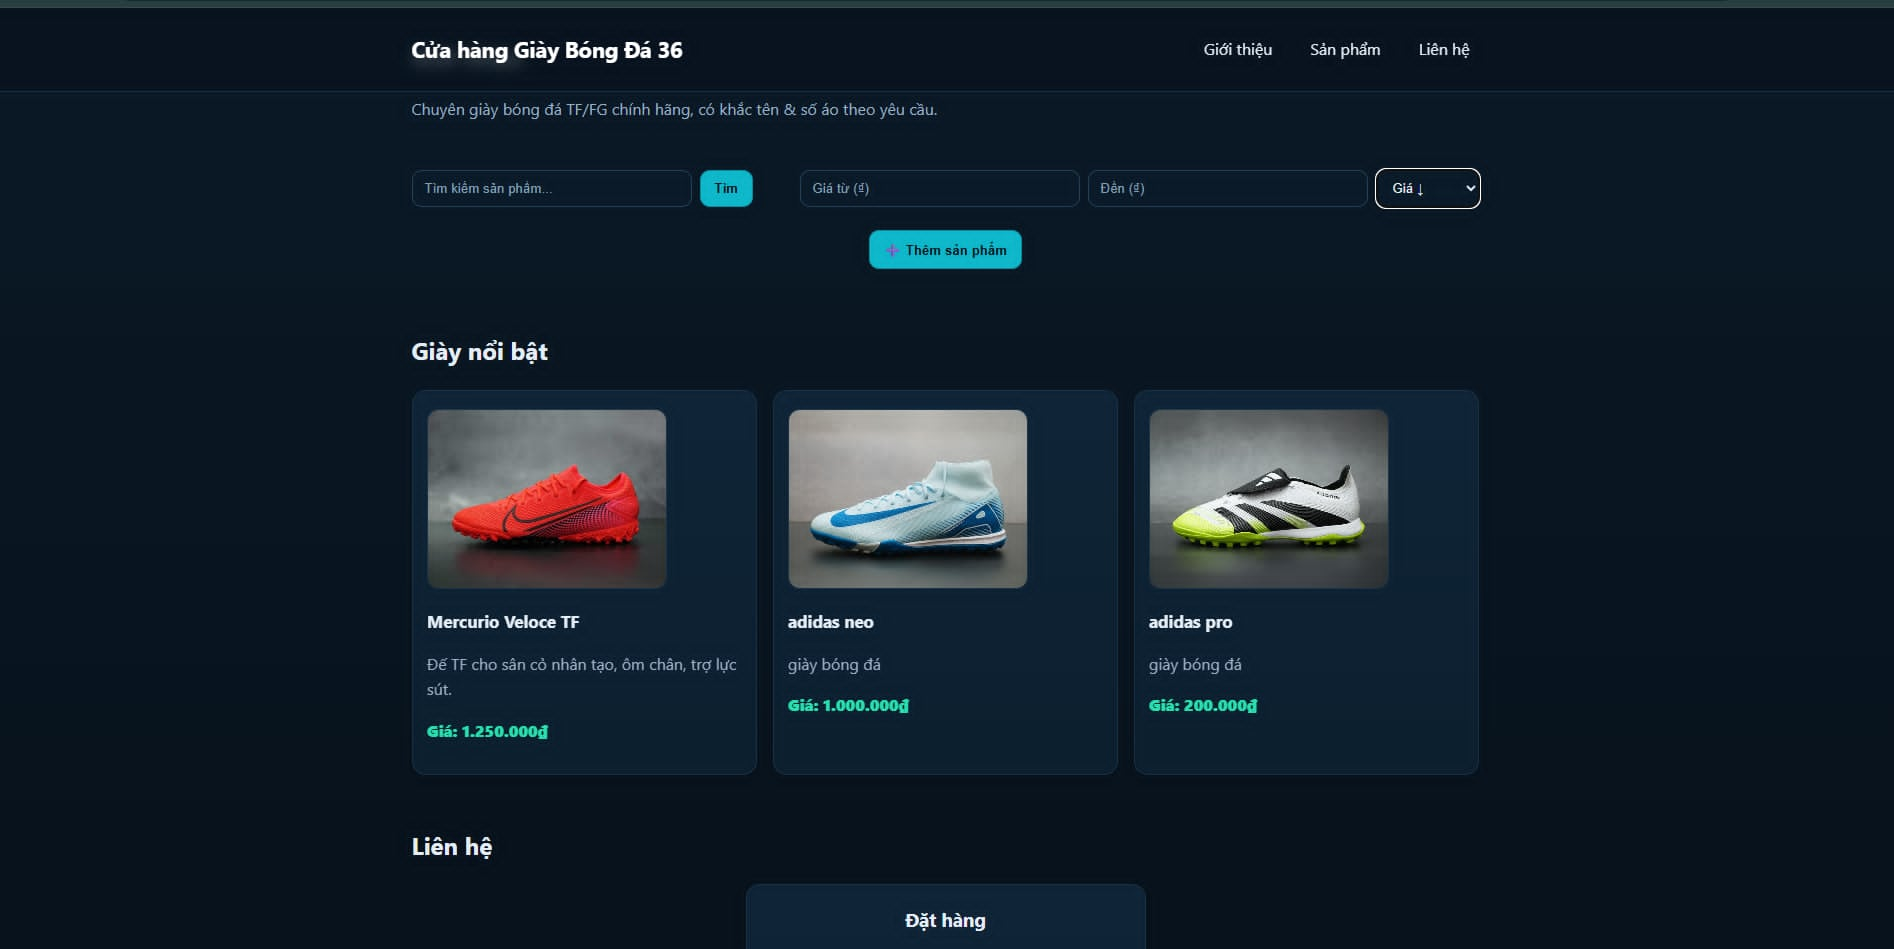 Cửa hàng Giày Bóng Đá 36
Giới thiệu
Sản phẩm
Liên hệ
Chuyên giày bóng đá TF/FG chính hãng, có khắc tên & số áo theo yêu cầu.
Tìm kiếm sản phẩm...
Tìm
Giá từ (₫)
Đến (₫)
Giá ↓
Thêm sản phẩm
Giày nổi bật
Mercurio Veloce TF
Đế TF cho sân cỏ nhân tạo, ôm chân, trợ lực
sút.
Giá: 1.250.000₫
adidas neo
giày bóng đá
Giá: 1.000.000₫
adidas pro
giày bóng đá
Giá: 200.000₫
Liên hệ
Đặt hàng